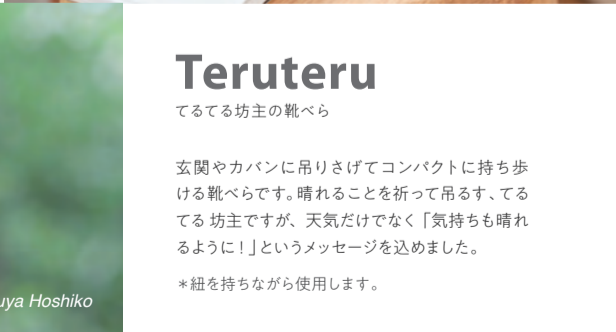 Teruteru
てるてる坊主の靴べら
玄関やカバンに吊りさげてコンパクトに持ち歩
ける靴べらです。晴れることを祈って吊るす、てる
てる 坊主ですが、天気だけでなく「気持ちも晴れ
るように！」というメッセージを込めました。
＊紐を持ちながら使用します。
Hoshiko